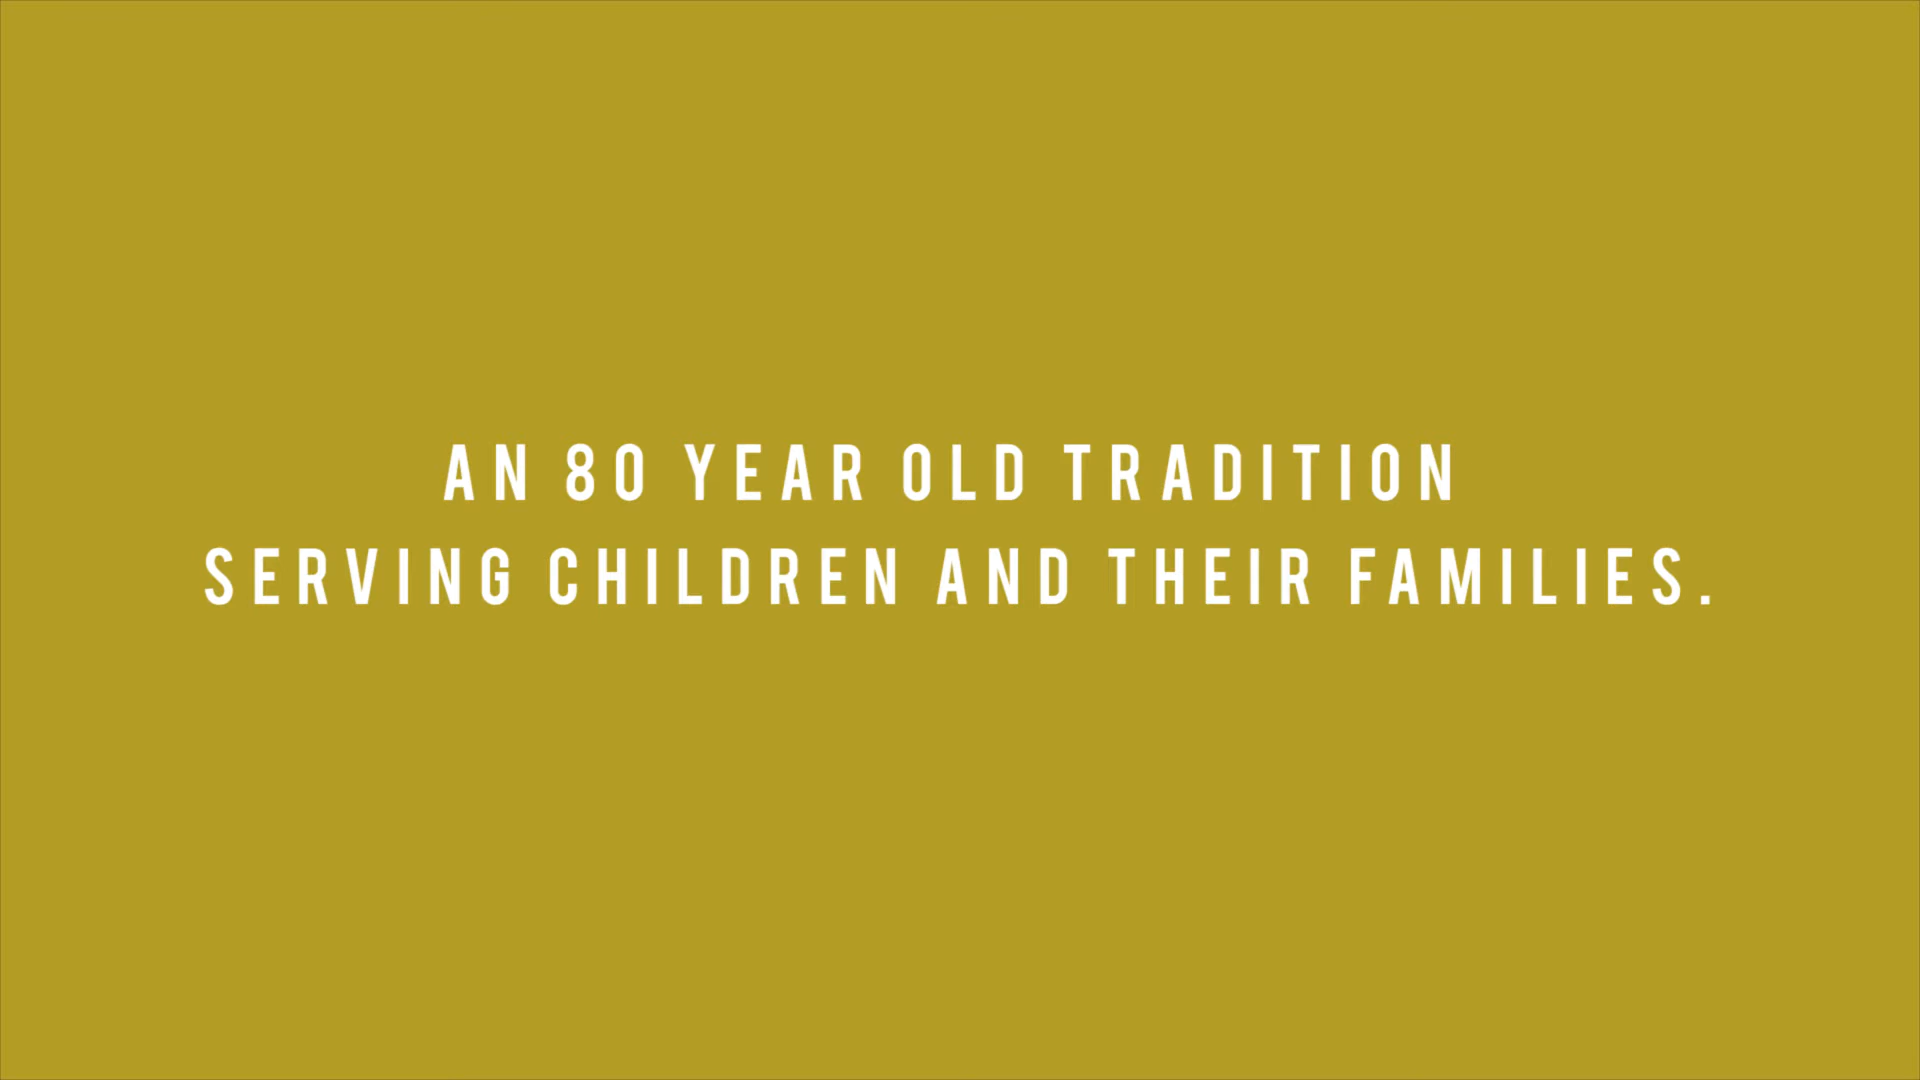 AN 80 YEAR OLD TRADITION
SERVING CHILDREN AND THEIR FAMILIES.